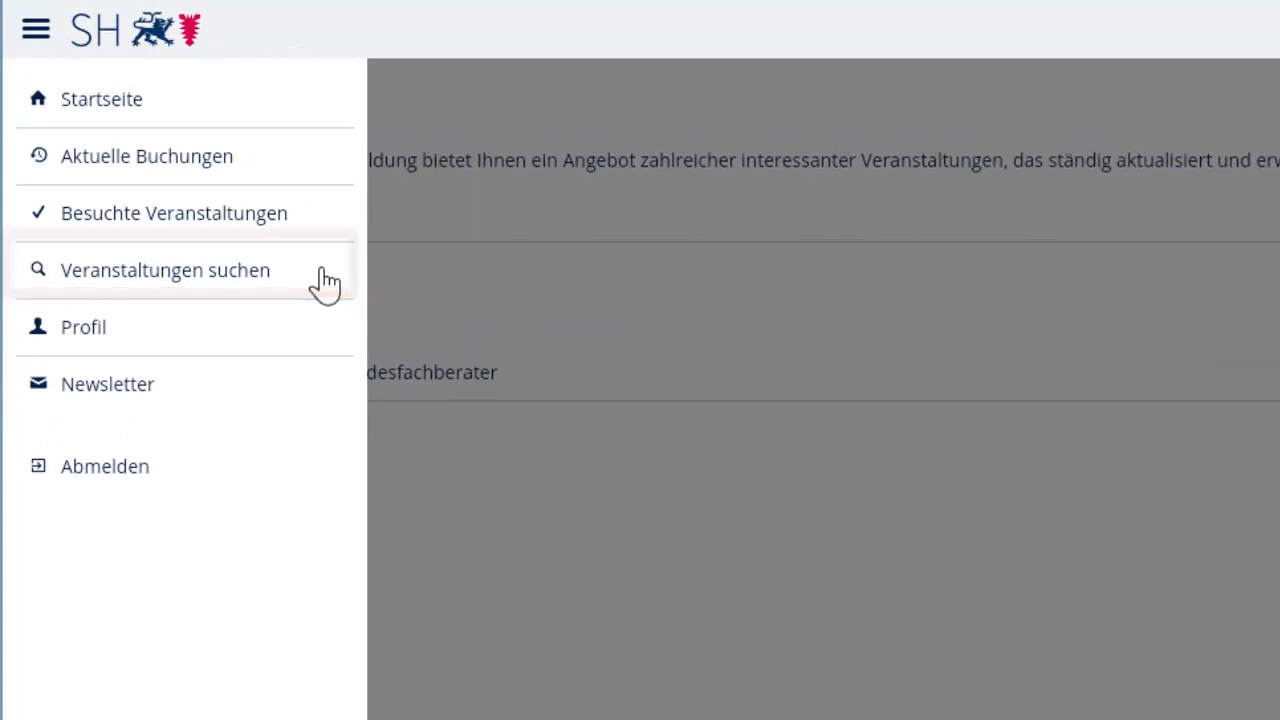 SH
Startseite
Aktuelle Buchungen
Besuchte Veranstaltungen
Veranstaltungen suchen
Profil
Newsletter
Abmelden
ldung bietet Ihnen ein Angebot zahlreicher interessanter Veranstaltungen, das ständig aktualisiert und erw
desfachberater